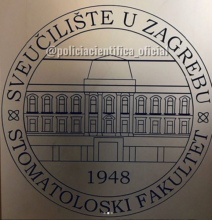 SVEUČILIŠTE U ZAGREBU
@policiacientifica_oficial
1948
STOMATOLOŠKI FAKULTET